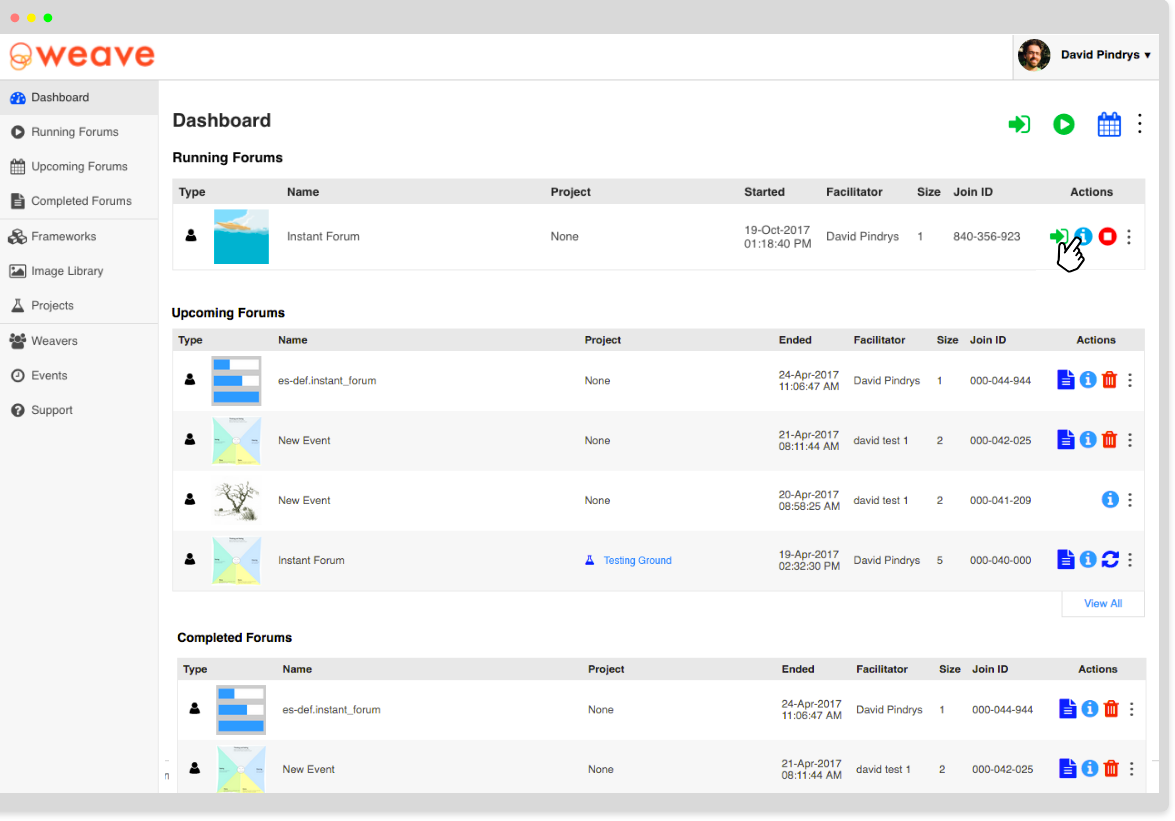 weave
David Pindrys ▾
Dashboard
Running Forums
Upcoming Forums
Completed Forums
Frameworks
Image Library
Projects
Weavers
Events
Support
Dashboard
Running Forums
Type Name Project Started Facilitator Size Join ID Actions
Instant Forum None 19-Oct-2017 01:18:40 PM David Pindrys 1 840-356-923
Upcoming Forums
Type Name Project Ended Facilitator Size Join ID Actions
es-def.instant_forum None 24-Apr-2017 11:06:47 AM David Pindrys 1 000-044-944
New Event None 21-Apr-2017 08:11:44 AM david test 1 2 000-042-025
New Event None 20-Apr-2017 08:58:25 AM david test 1 2 000-041-209
Instant Forum Testing Ground 19-Apr-2017 02:32:30 PM David Pindrys 5 000-040-000
View All
Completed Forums
Type Name Project Ended Facilitator Size Join ID Actions
es-def.instant_forum None 24-Apr-2017 11:06:47 AM David Pindrys 1 000-044-944
New Event None 21-Apr-2017 08:11:44 AM david test 1 2 000-042-025